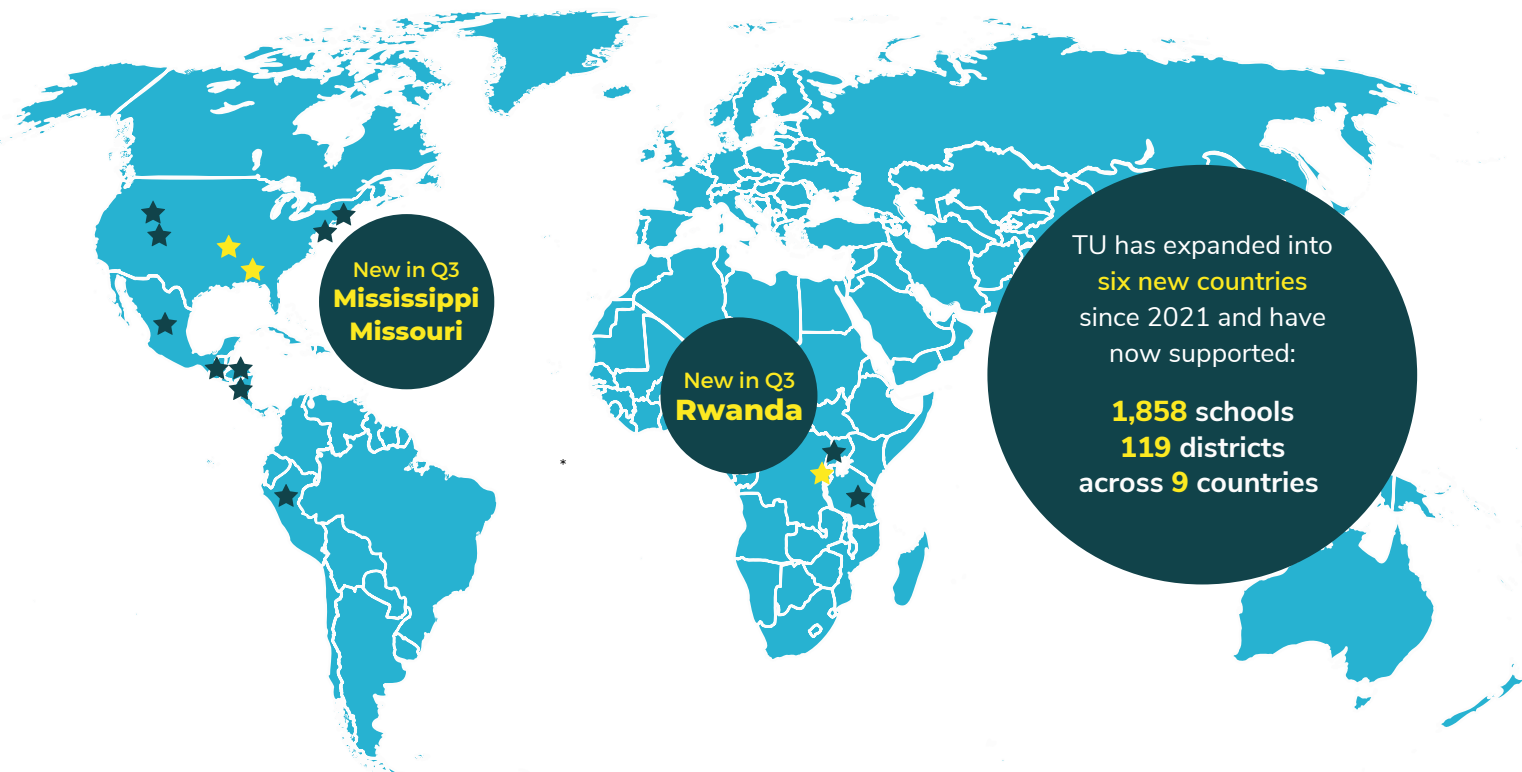 New in Q3
Mississippi
Missouri
New in Q3
Rwanda
*
TU has expanded into
six new countries
since 2021 and have
now supported:
1,858 schools
119 districts
across 9 countries